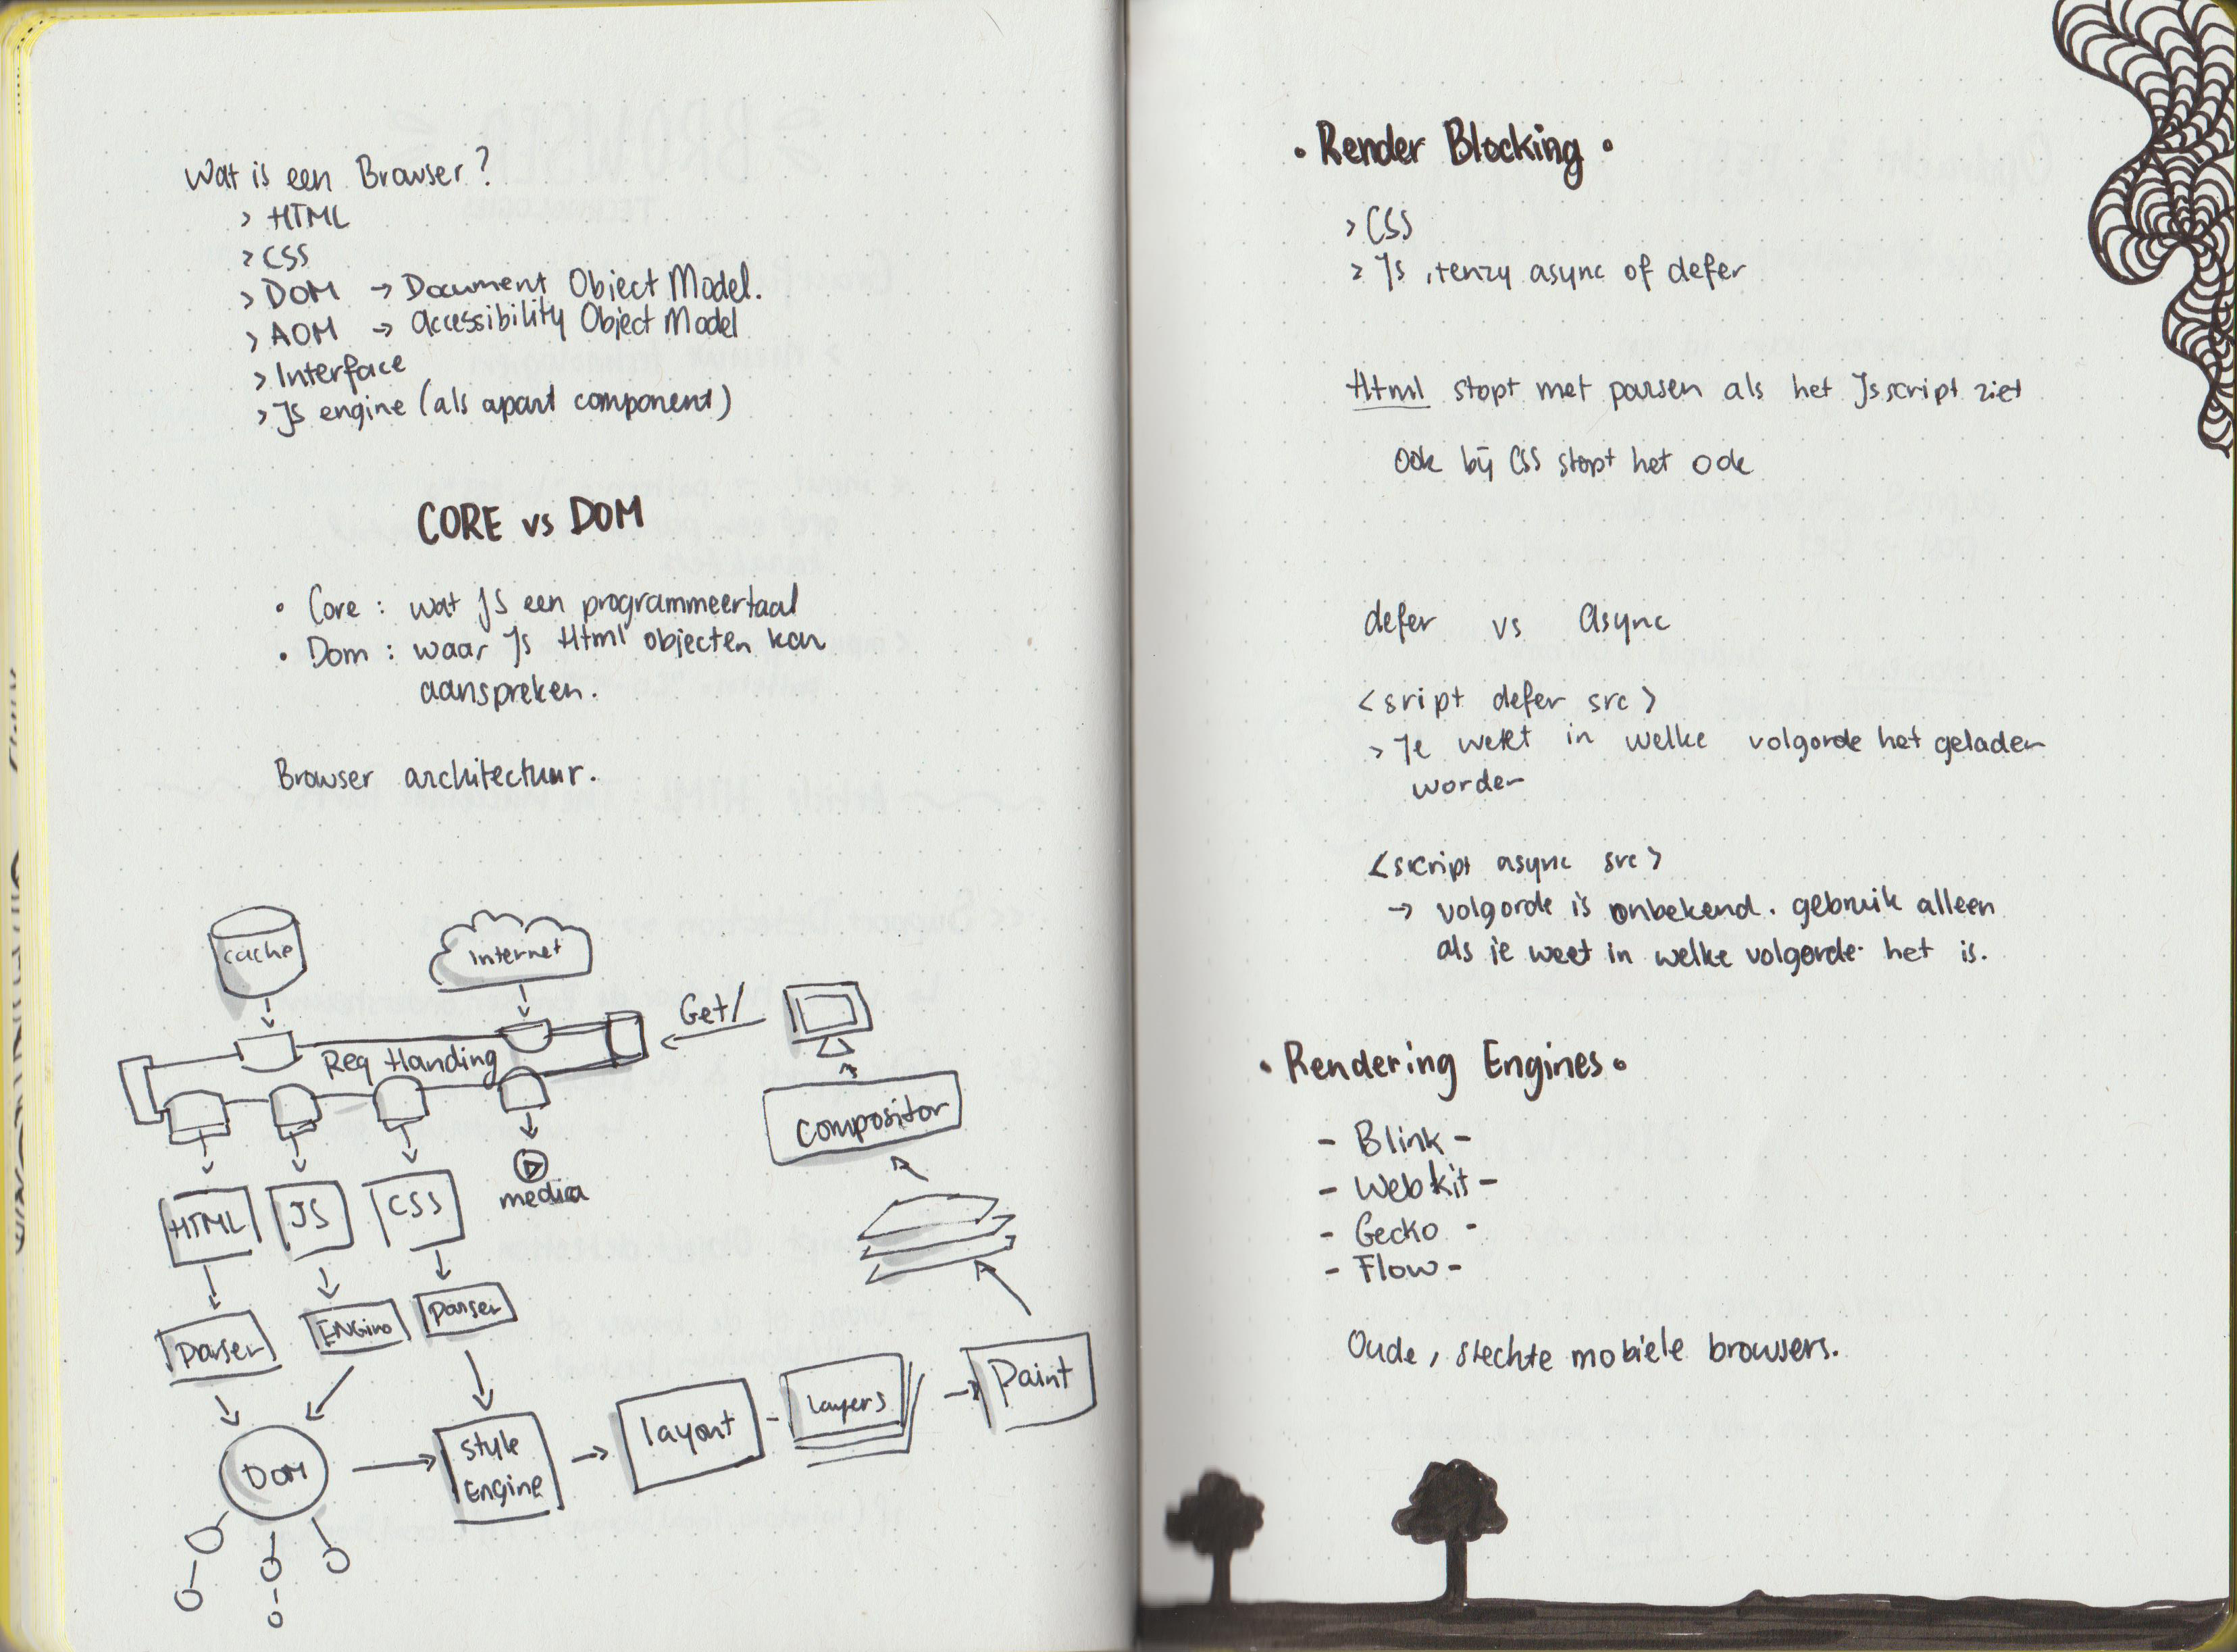 Wat is een Browser?
> HTML
> CSS
> DOM → Document Object Model.
> AOM → accessibility Object Model
> Interface
> Js engine (als apart component)
CORE vs DOM
• Core : wat JS een programmeertaal
• Dom : waar Js Html objecten kan
aanspreken.
Browser architectuur.
cache
Internet
Get/
Req Handing
compositor
HTML
JS
CSS
media
Parser
ENGine
parser
DOM
style
ENGINE
layout
layers
Paint
• Render Blocking •
> CSS
> Js , tenzy async of defer
Html stopt met parsen als het Js script ziet
ook bij CSS stopt het ook
defer vs async
<sript defer src>
> Je weet in welke volgorde het geladen
worden
<script async src>
→ volgorde is onbekend. gebruik alleen
als je weet in welke volgorde het is.
• Rendering Engines •
- Blink -
- Webkit -
- Gecko -
- Flow -
Oude, slechte mobiele browsers.